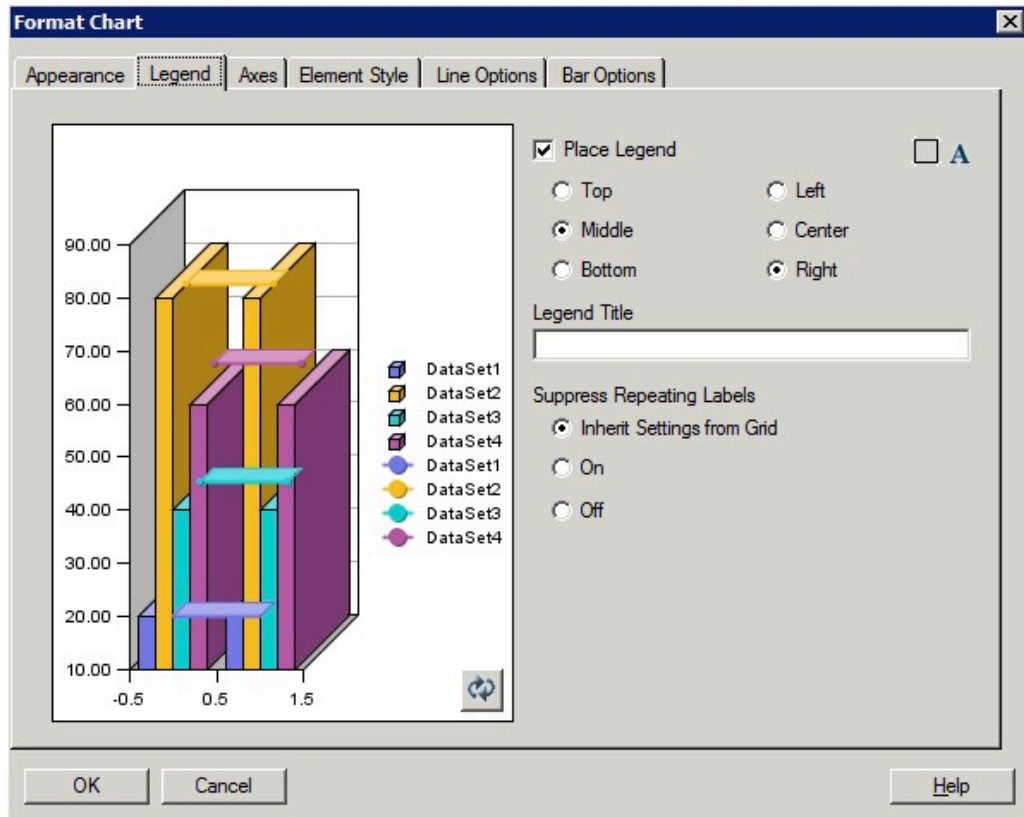 Format Chart
Appearance Legend Axes Element Style Line Options Bar Options
Place Legend A
Top Left
Middle Center
Bottom Right
Legend Title
Suppress Repeating Labels
Inherit Settings from Grid
On
Off
90.00
80.00
70.00
60.00
50.00
40.00
30.00
20.00
10.00
-0.5 0.5 1.5
DataSet1
DataSet2
DataSet3
DataSet4
DataSet1
DataSet2
DataSet3
DataSet4
OK Cancel Help